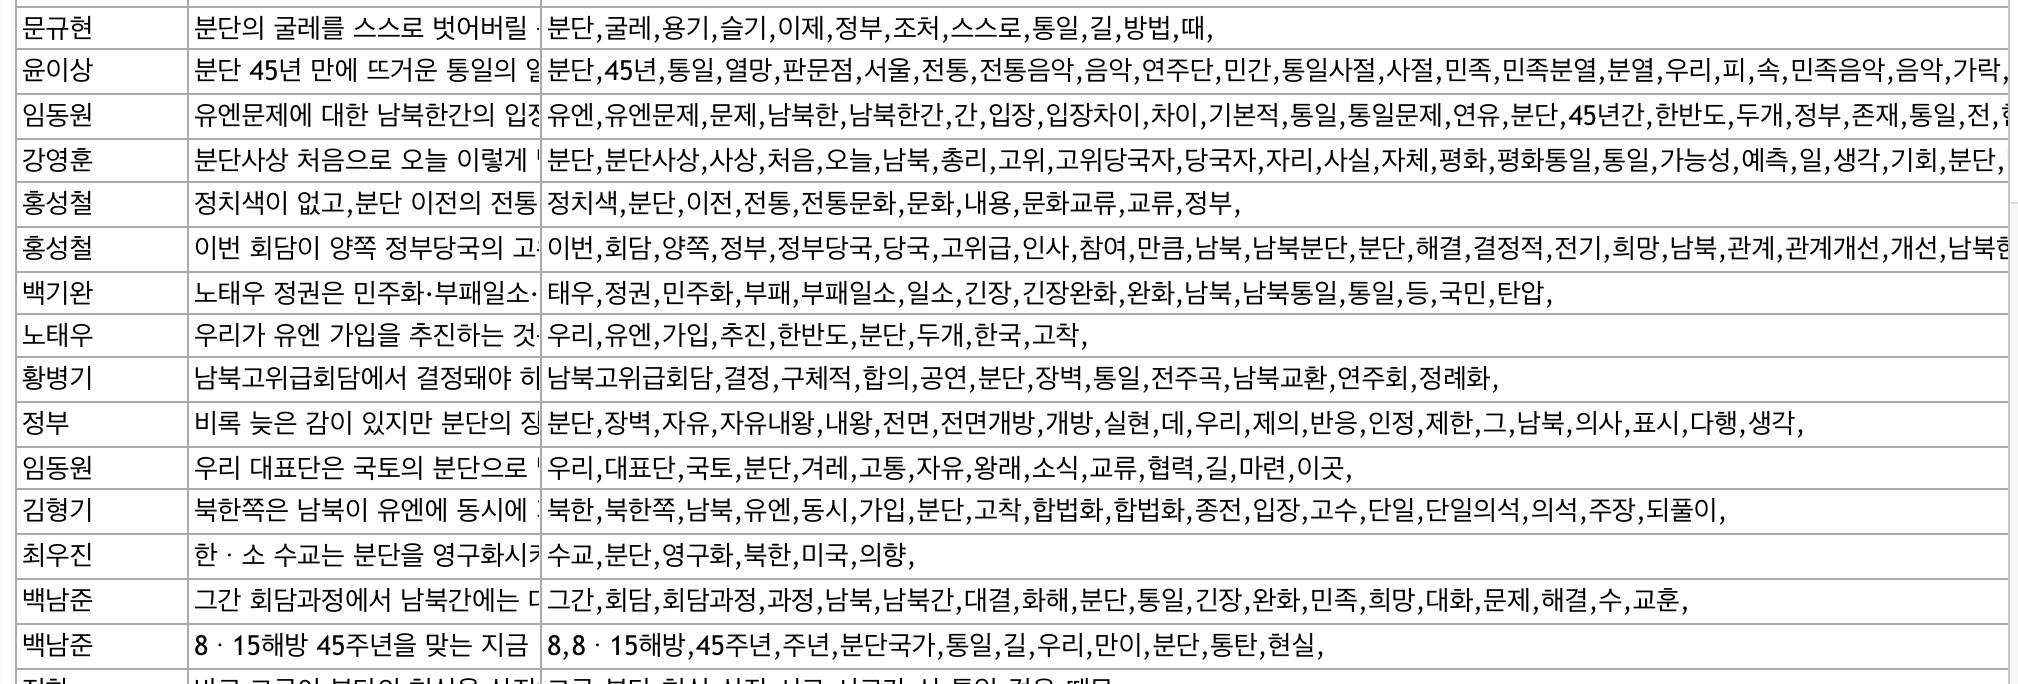 문규현 분단의 굴레를 스스로 벗어버릴 분단,굴레,용기,슬기,이제,정부,조처,스스로,통일,길,방법,때,
윤이상 분단 45년 만에 뜨거운 통일의 분단,45년,통일,열망,판문점,서울,전통,전통음악,음악,연주단,민간,통일사절,사절,민족,민족분열,분열,우리,피,속,민족음악,음악,가락,
임동원 유엔문제에 대한 남북한간의 유엔,유엔문제,문제,남북한,남북한간,간,입장,입장차이,차이,기본적,통일,통일문제,연유,분단,45년간,한반도,두개,정부,존재,통일,전,
강영훈 분단사상 처음으로 오늘 이렇게 분단,분단사상,사상,처음,오늘,남북,총리,고위,고위당국자,당국자,자리,사실,자체,평화,평화통일,통일,가능성,예측,일,생각,기회,분단,
홍성철 정치색이 없고,분단 이전의 전통 정치색,분단,이전,전통,전통문화,문화,내용,문화교류,교류,정부,
홍성철 이번 회담이 양쪽 정부당국의 고 이번,회담,양쪽,정부,정부당국,당국,고위급,인사,참여,만큼,남북,남북분단,분단,해결,결정적,전기,희망,남북,관계,관계개선,개선,
백기완 노태우 정권은 민주화·부패일소· 태우,정권,민주화,부패,부패일소,일소,긴장,긴장완화,완화,남북,남북통일,통일,등,국민,탄압,
노태우 우리가 유엔 가입을 추진하는 것 우리,유엔,가입,추진,한반도,분단,두개,한국,고착,
황병기 남북고위급회담에서 결정돼야 하 남북고위급회담,결정,구체적,합의,공연,분단,장벽,통일,전주곡,남북교환,연주회,정례화,
정부 비록 늦은 감이 있지만 분단의 분단,장벽,자유,자유내왕,내왕,전면,전면개방,개방,실현,데,우리,제의,반응,인정,제한,그,남북,의사,표시,다행,생각,
임동원 우리 대표단은 국토의 분단으로 우리,대표단,국토,분단,겨레,고통,자유,왕래,소식,교류,협력,길,마련,이곳,
김형기 북한쪽은 남북이 유엔에 동시에 북한,북한쪽,남북,유엔,동시,가입,분단,고착,합법화,합법화,종전,입장,고수,단일,단일의석,의석,주장,되풀이,
최우진 한 · 소 수교는 분단을 영구화시키 수교,분단,영구화,북한,미국,의향,
백남준 그간 회담과정에서 남북간에는 그간,회담,회담과정,과정,남북,남북간,대결,화해,분단,통일,긴장,완화,민족,희망,대화,문제,해결,수,교훈,
백남준 8 · 15해방 45주년을 맞는 지금 8,8 · 15해방,45주년,주년,분단국가,통일,길,우리,만이,분단,통탄,현실,